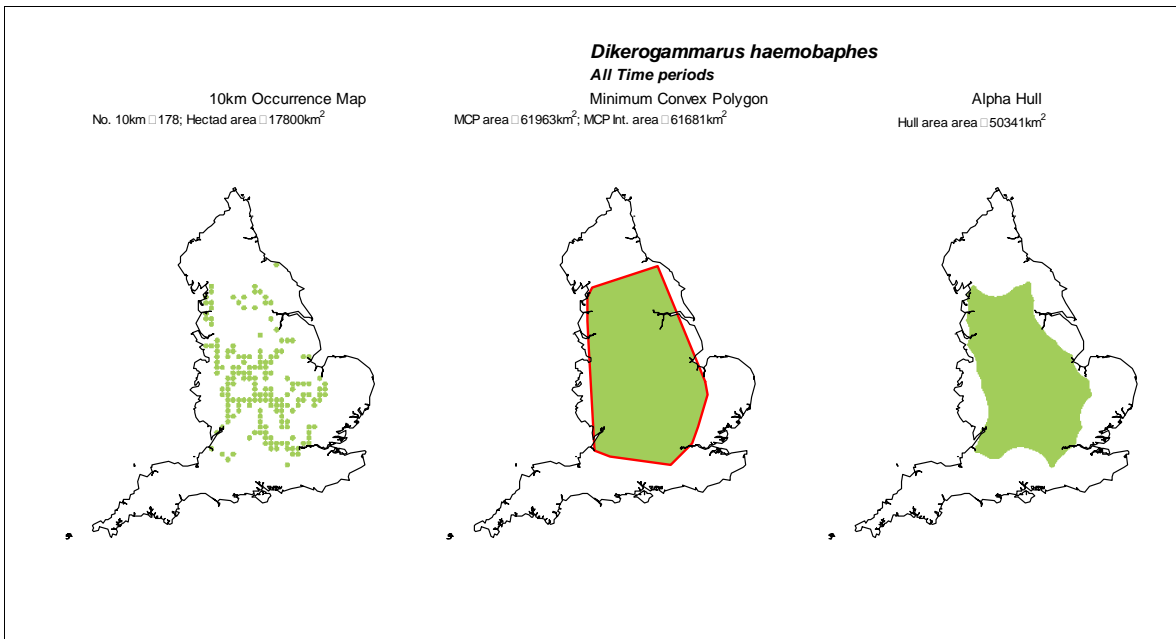 Dikerogammarus haemobaphes
All Time periods
10km Occurrence Map
No. 10km □ 178; Hectad area □ 17800km²
Minimum Convex Polygon
MCP area □ 61963km²; MCP Int. area □ 61681km²
Alpha Hull
Hull area area □ 50341km²